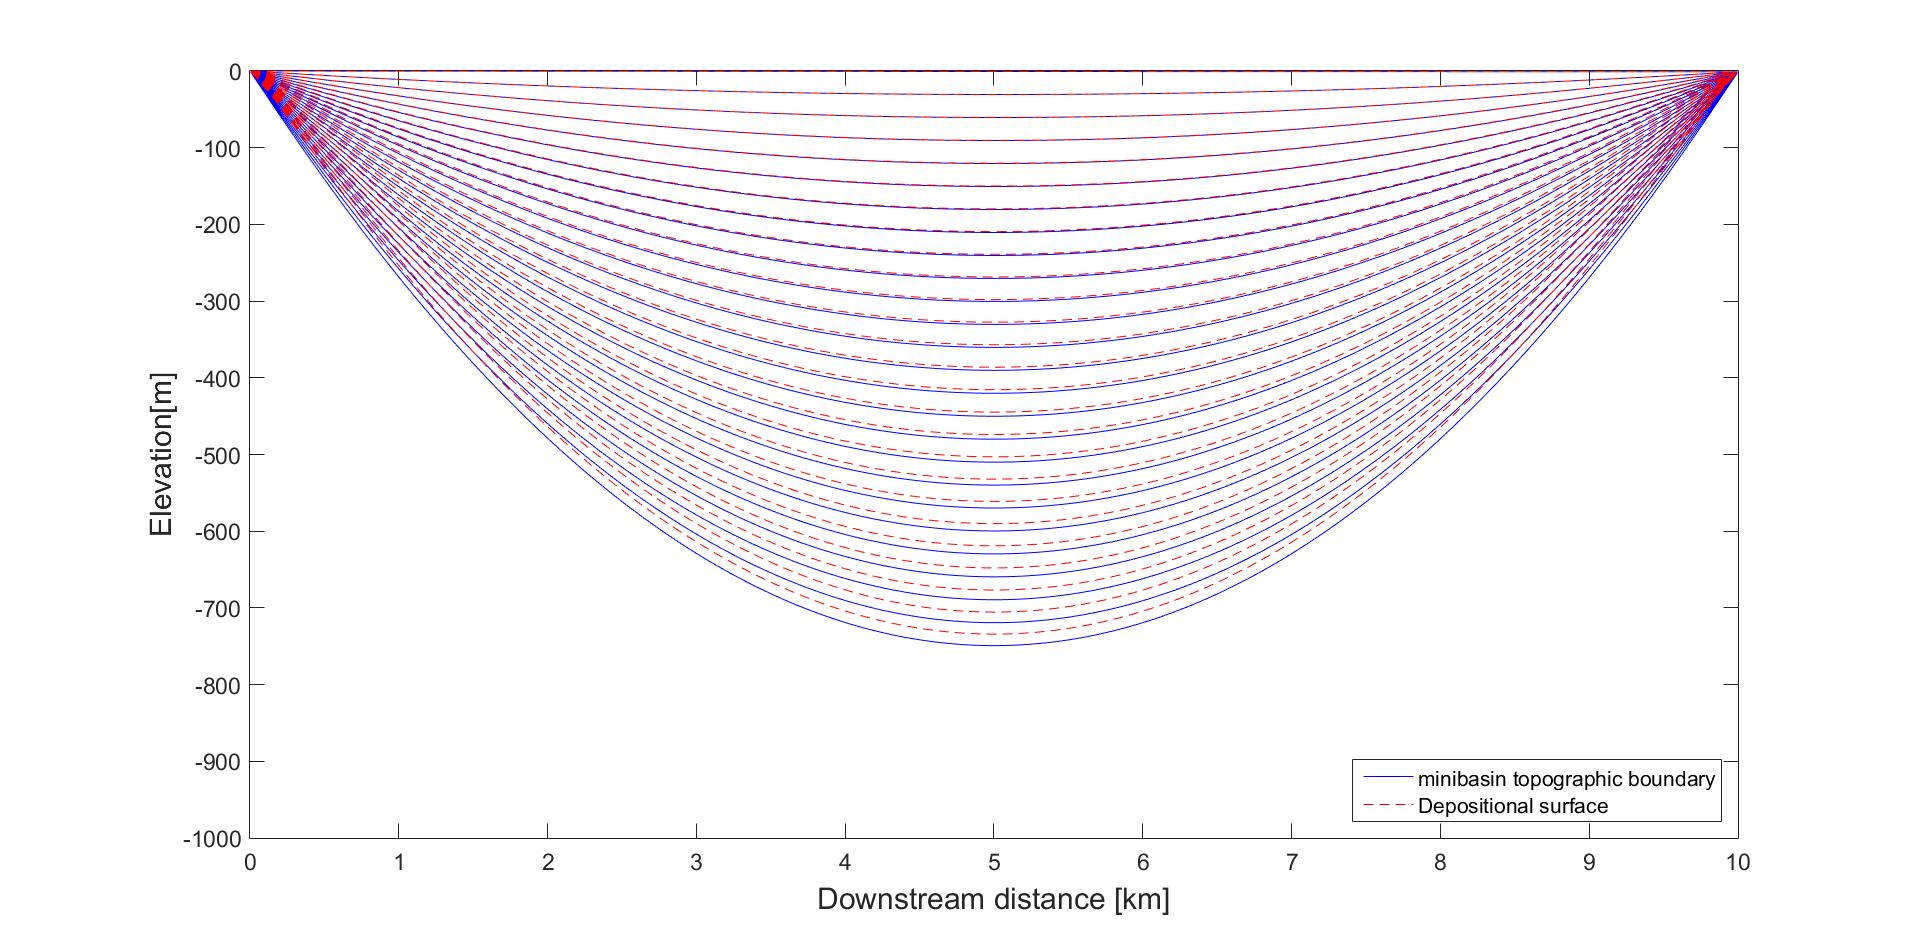 0
-100
-200
-300
-400
-500
-600
-700
-800
-900
-1000
Elevation[m]
minibasin topographic boundary
Depositional surface
0 1 2 3 4 5 6 7 8 9 10
Downstream distance [km]